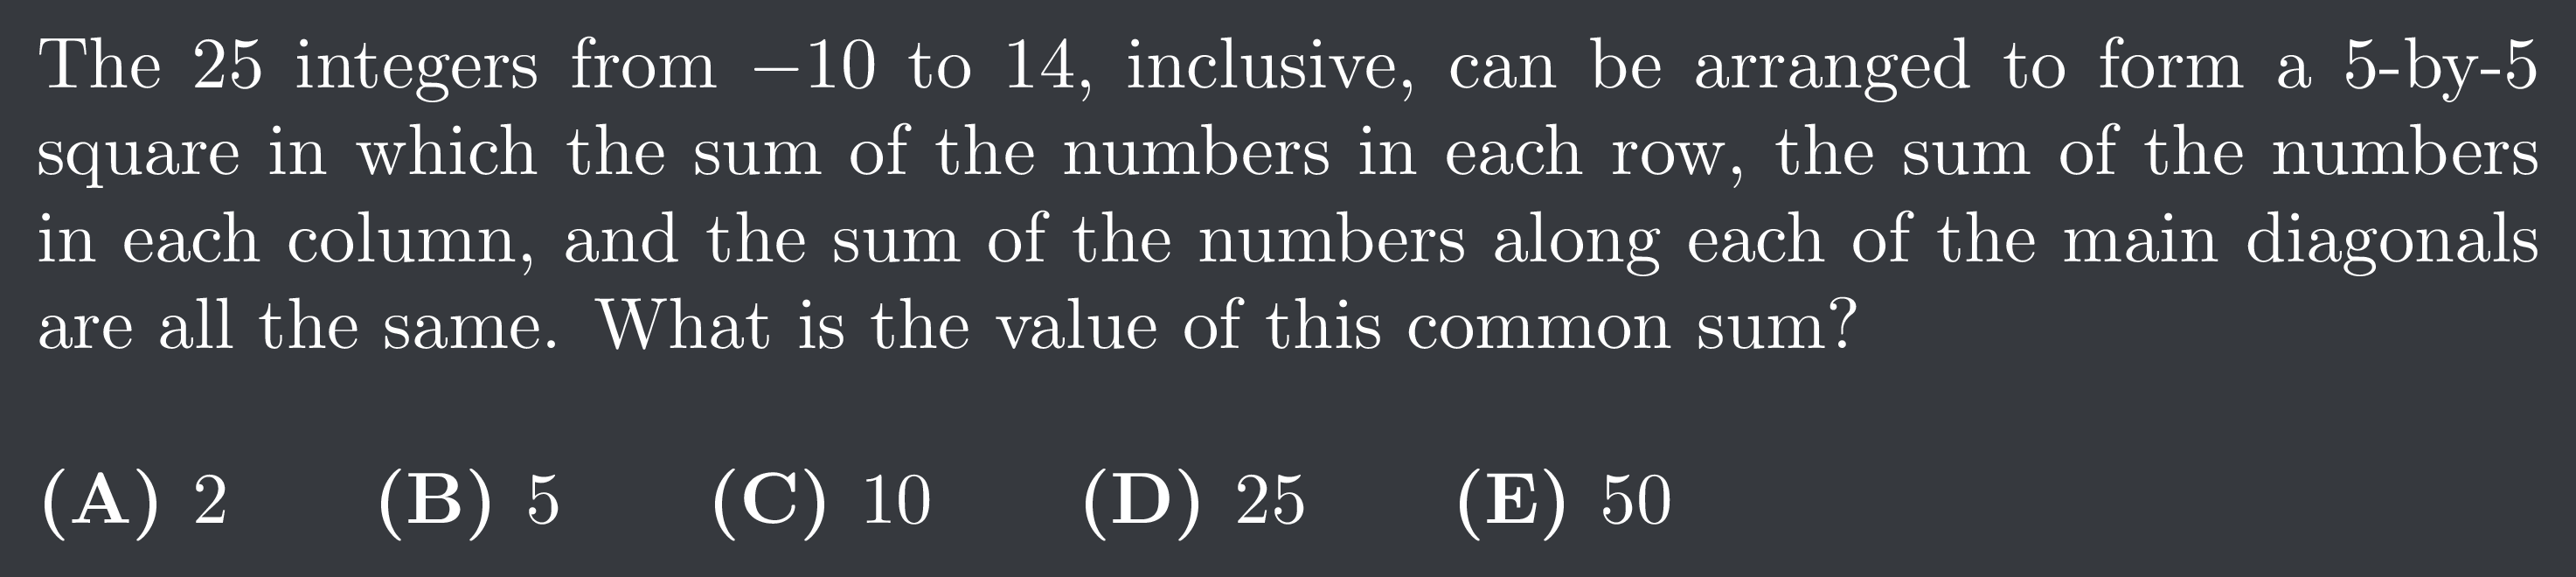 The 25 integers from −10 to 14, inclusive, can be arranged to form a 5-by-5
square in which the sum of the numbers in each row, the sum of the numbers
in each column, and the sum of the numbers along each of the main diagonals
are all the same. What is the value of this common sum?
(A) 2 (B) 5 (C) 10 (D) 25 (E) 50